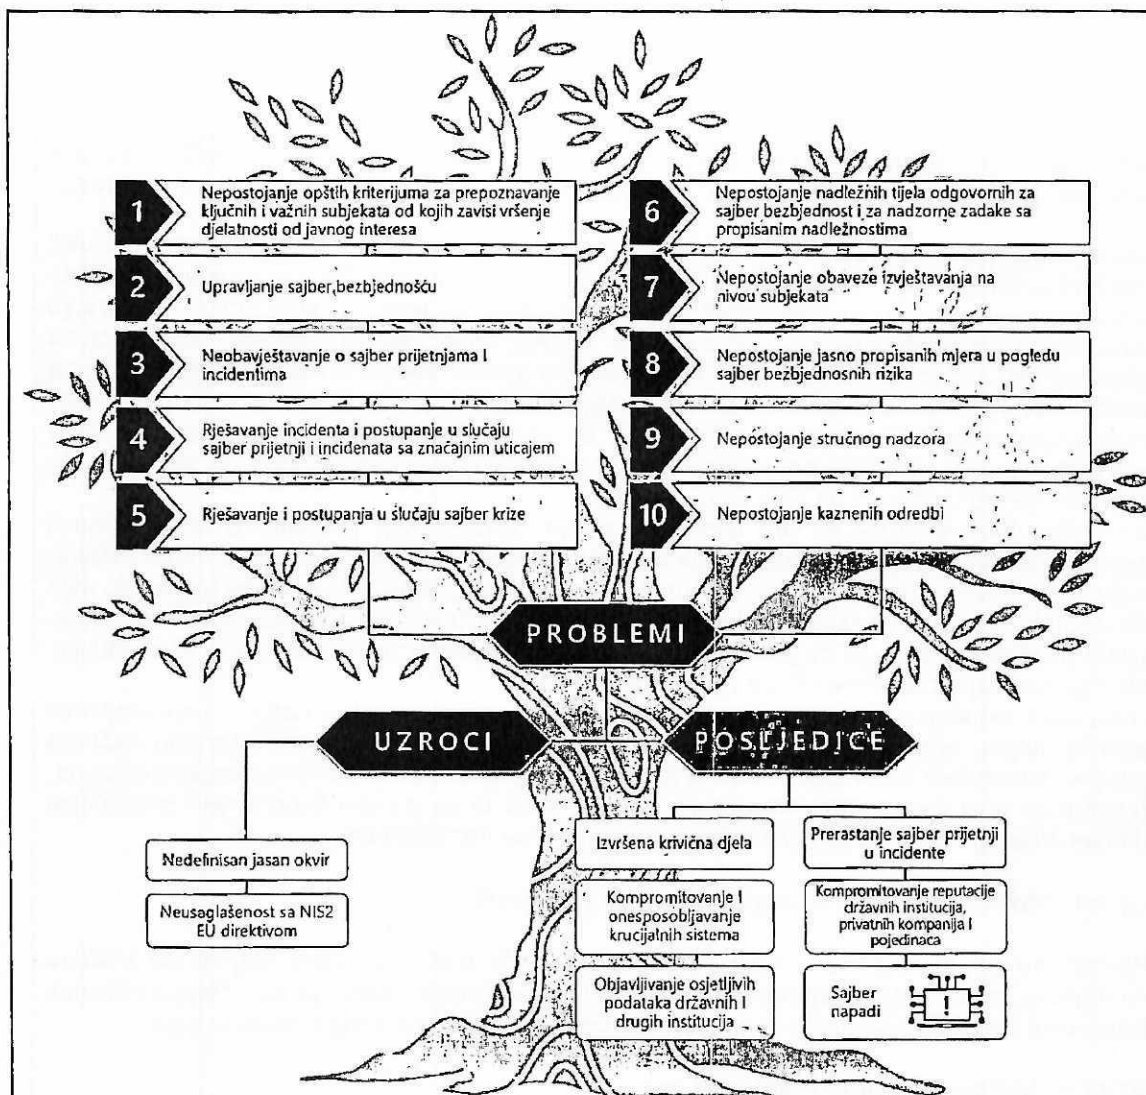 1
Nepostojanje opštih kriterijuma za prepoznavanje
ključnih i važnih subjekata od kojih zavisi vršenje
djelatnosti od javnog interesa
2
Upravljanje sajber bezbjednošću
3
Neobavještavanje o sajber prijetnjama I
incidentima
4
Rješavanje incidenta i postupanje u slučaju
sajber prijetnji i incidenata sa značajnim uticajem
5
Rješavanje i postupanja u slučaju sajber krize
6
Nepostojanje nadležnih tijela odgovornih za
sajber bezbjednost i za nadzorne zadake sa
propisanim nadležnostima
7
Nepostojanje obaveze izvještavanja na
nivou subjekata
8
Nepostojanje jasno propisanih mjera u pogledu
sajber bezbjednosnih rizika
9
Nepostojanje stručnog nadzora
10
Nepostojanje kaznenih odredbi
PROBLEMI
UZROCI
POSLJEDICE
Nedefinisan jasan okvir
Neusaglašenost sa NIS2
EU direktivom
Izvršena krivična djela
Kompromitovanje I
onesposobljavanje
krucijalnih sistema
Objavljivanje osjetljivih
podataka državnih I
drugih institucija
Prerastanje sajber prijetnji
u incidente
Kompromitovanje reputacije
državnih institucija,
privatnih kompanija I
pojedinaca
Sajber
napadi
!